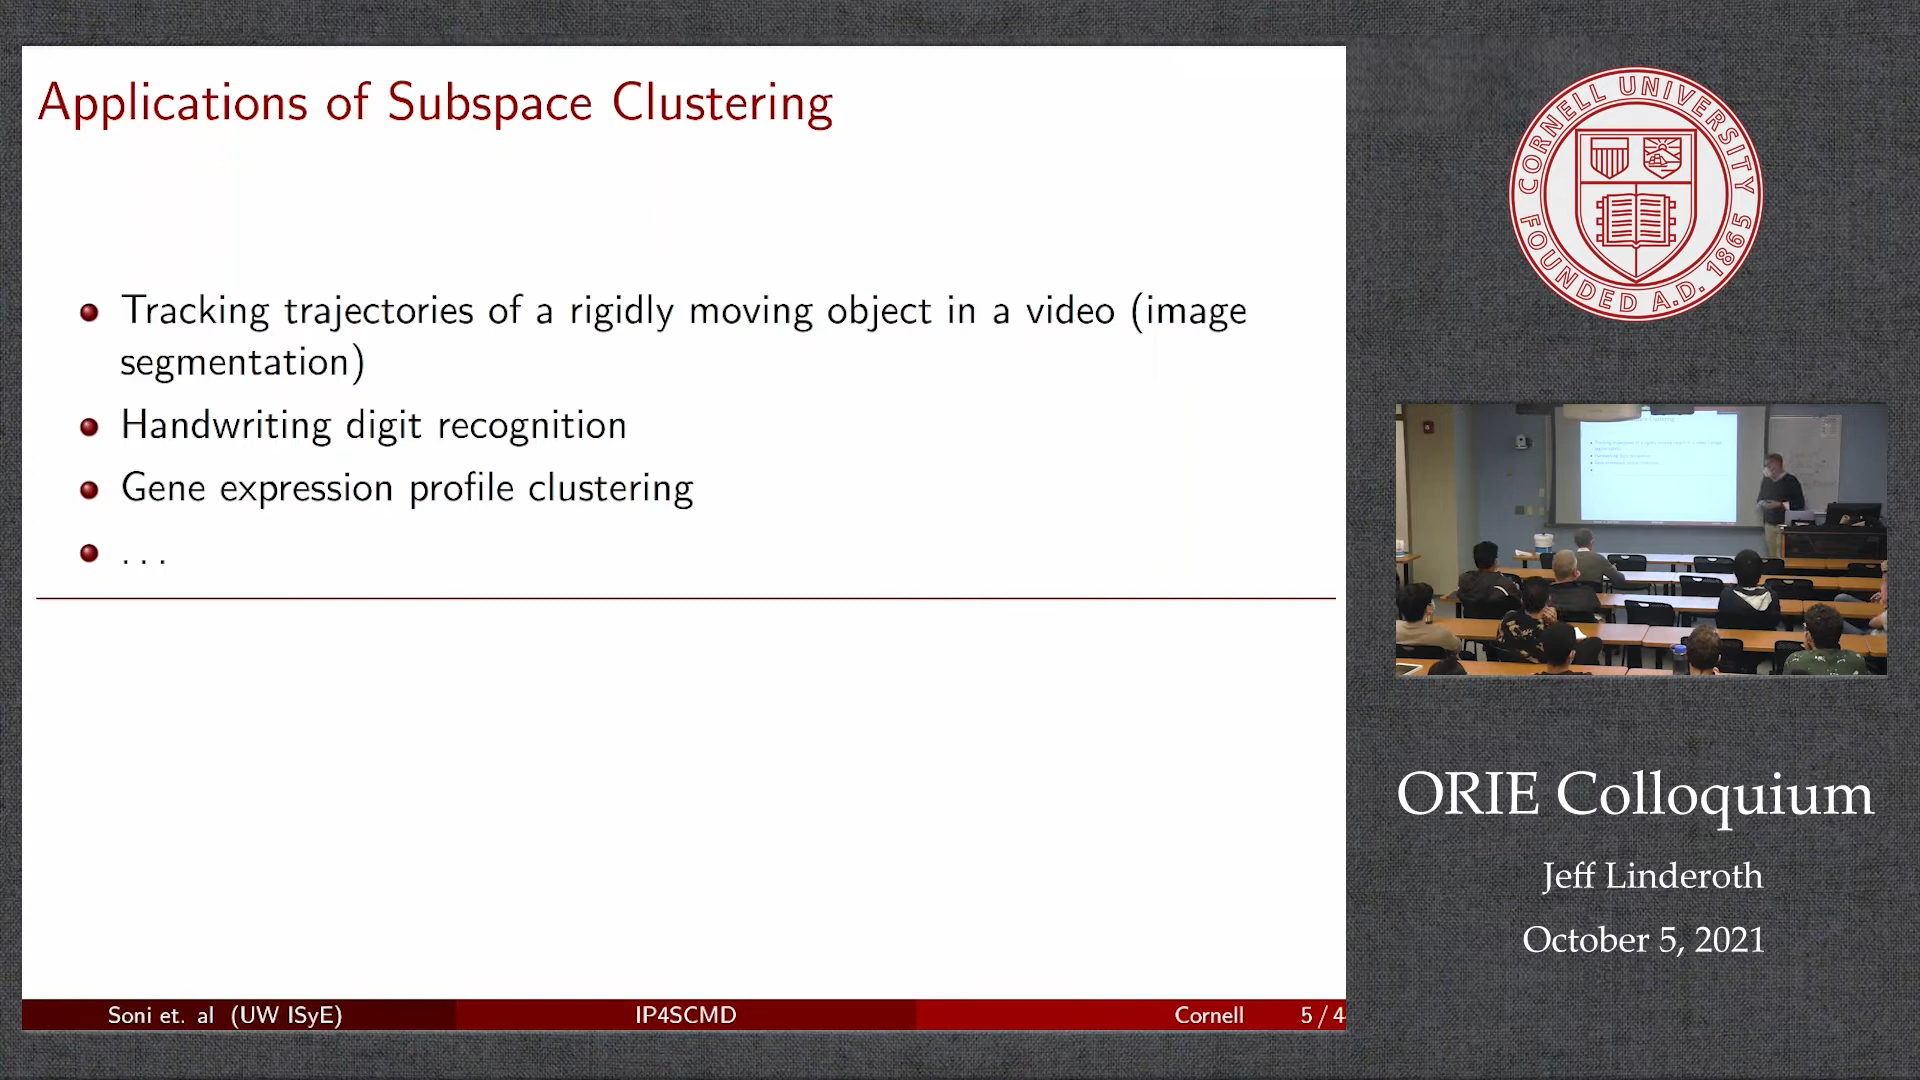 Applications of Subspace Clustering
Tracking trajectories of a rigidly moving object in a video (image
segmentation)
Handwriting digit recognition
Gene expression profile clustering
. . .
Soni et. al (UW ISyE)
IP4SCMD
Cornell
5 / 4
CORNELL UNIVERSITY
FOUNDED A.D. 1865
ORIE Colloquium
Jeff Linderoth
October 5, 2021